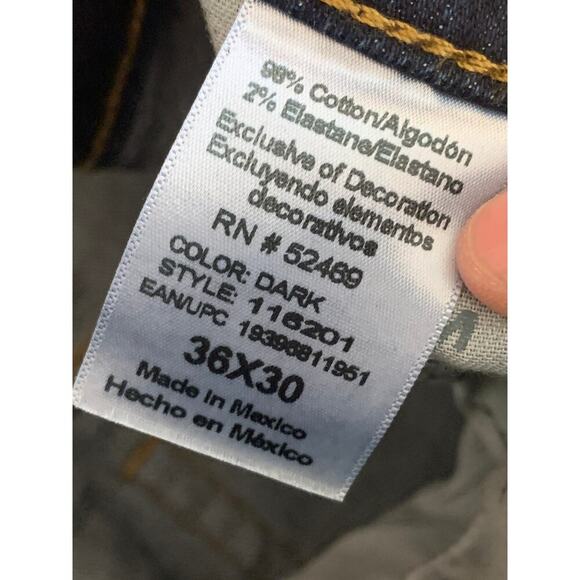 98% Cotton/Algodón
2% Elastane/Elastano
Exclusive of Decoration
Excluyendo elementos
decorativos
RN # 52469
COLOR: DARK
STYLE: 116201
EAN/UPC 19396811951
36X30
Made in Mexico
Hecho en México